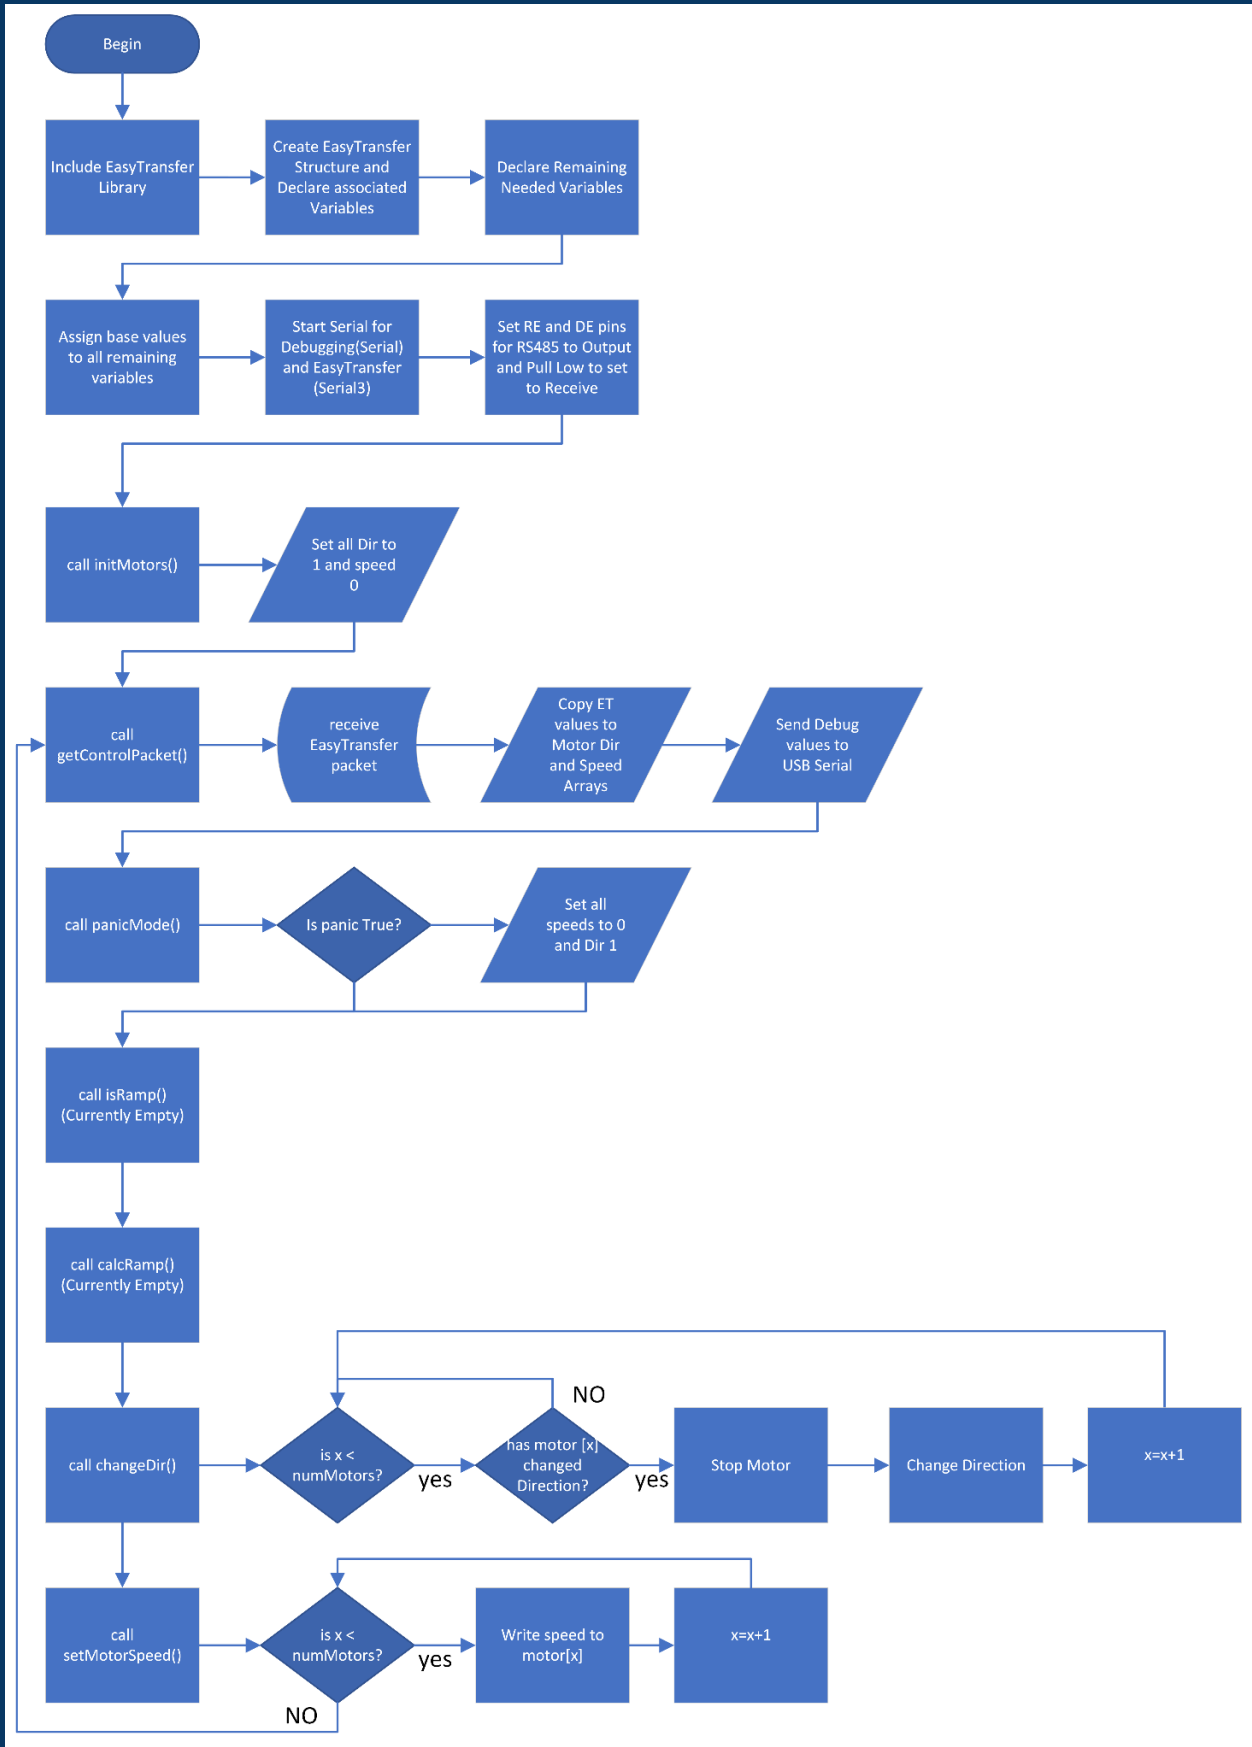 Begin
Include EasyTransfer
Library
Create EasyTransfer
Structure and
Declare associated
Variables
Declare Remaining
Needed Variables
Assign base values
to all remaining
variables
Start Serial for
Debugging(Serial)
and EasyTransfer
(Serial3)
Set RE and DE pins
for RS485 to Output
and Pull Low to set
to Receive
call initMotors()
Set all Dir to
1 and speed
0
call
getControlPacket()
receive
EasyTransfer
packet
Copy ET
values to
Motor Dir
and Speed
Arrays
Send Debug
values to
USB Serial
call panicMode()
Is panic True?
Set all
speeds to 0
and Dir 1
call isRamp()
(Currently Empty)
call calcRamp()
(Currently Empty)
call changeDir()
is x <
numMotors?
yes
NO
has motor [x]
changed
Direction?
yes
Stop Motor
Change Direction
x=x+1
call
setMotorSpeed()
is x <
numMotors?
yes
Write speed to
motor[x]
x=x+1
NO